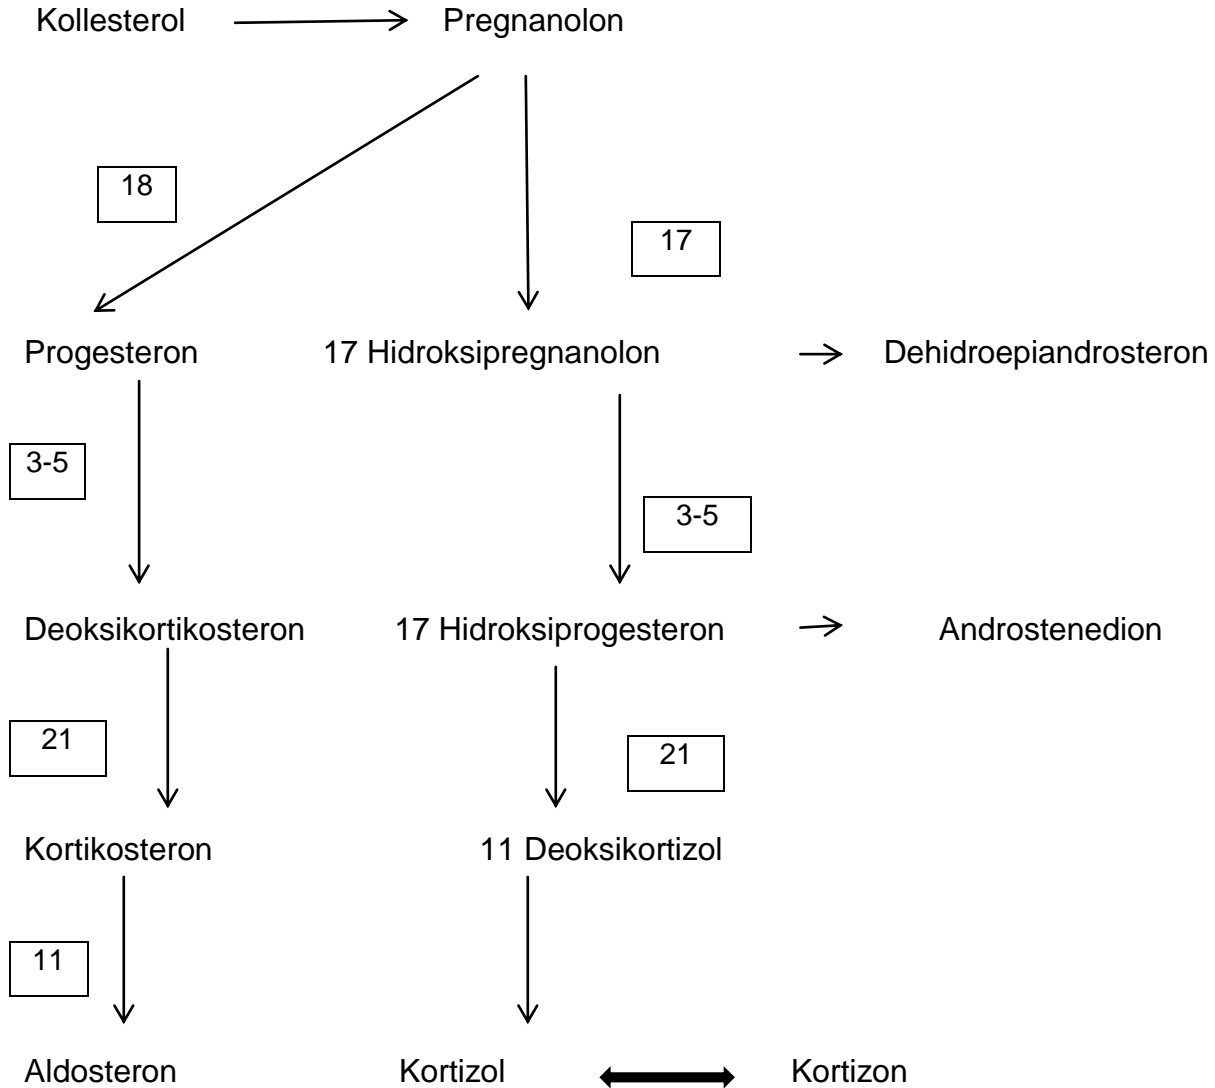 Kollesterol Pregnanolon
18
17
Progesteron 17 Hidroksipregnanolon Dehidroepiandrosteron
3-5
3-5
Deoksikortikosteron 17 Hidroksiprogesteron Androstenedion
21
21
Kortikosteron 11 Deoksikortizol
11
Aldosteron Kortizol Kortizon